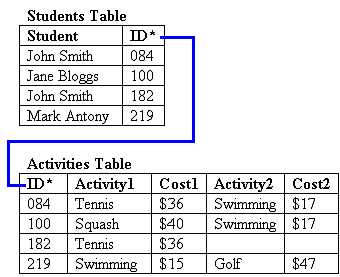 Students Table
Student ID*
John Smith 084
Jane Bloggs 100
John Smith 182
Mark Antony 219
Activities Table
ID* Activity1 Cost1 Activity2 Cost2
084 Tennis $36 Swimming $17
100 Squash $40 Swimming $17
182 Tennis $36
219 Swimming $15 Golf $47